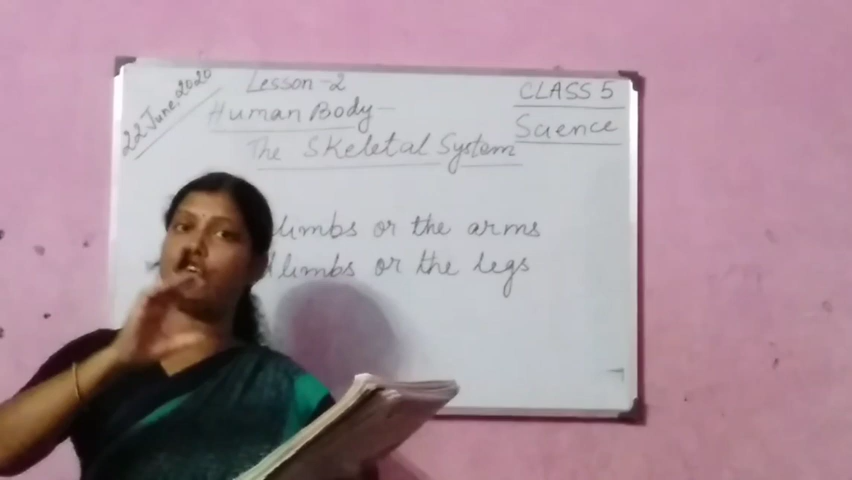 22 June, 2020
Lesson-2
CLASS 5
Human Body-
Science
The Skeletal System
limbs or the arms
limbs or the legs